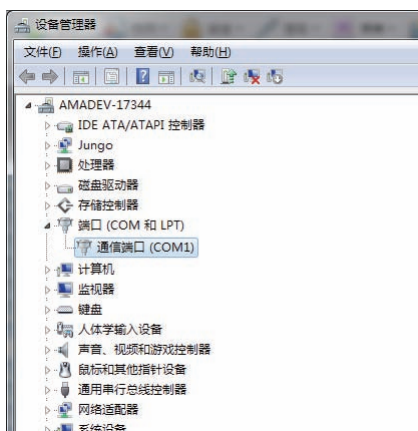 设备管理器
文件(F) 操作(A) 查看(V) 帮助(H)
AMADEV-17344
IDE ATA/ATAPI 控制器
Jungo
处理器
磁盘驱动器
存储控制器
端口 (COM 和 LPT)
通信端口 (COM1)
计算机
监视器
键盘
人体学输入设备
声音、视频和游戏控制器
鼠标和其他指针设备
通用串行总线控制器
网络适配器
系统设备